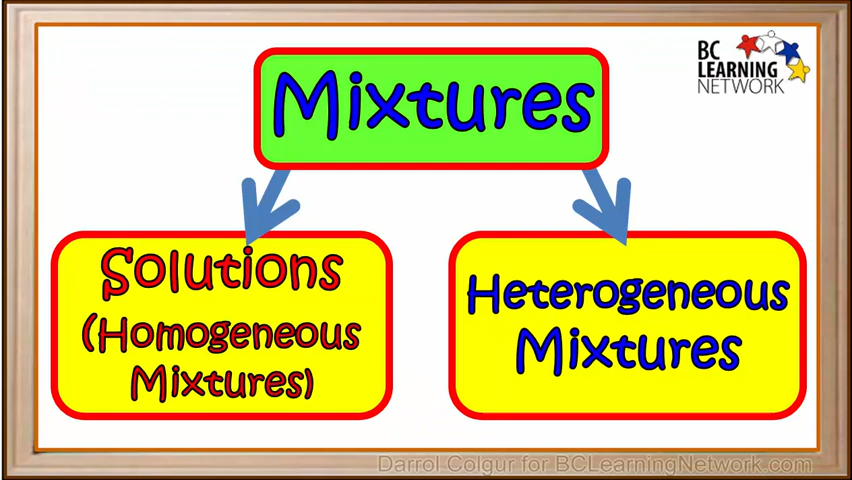 BC
LEARNING
NETWORK
Mixtures
Solutions
(Homogeneous
Mixtures)
Heterogeneous
Mixtures
Darrol Colgur for BCLearningNetwork.com